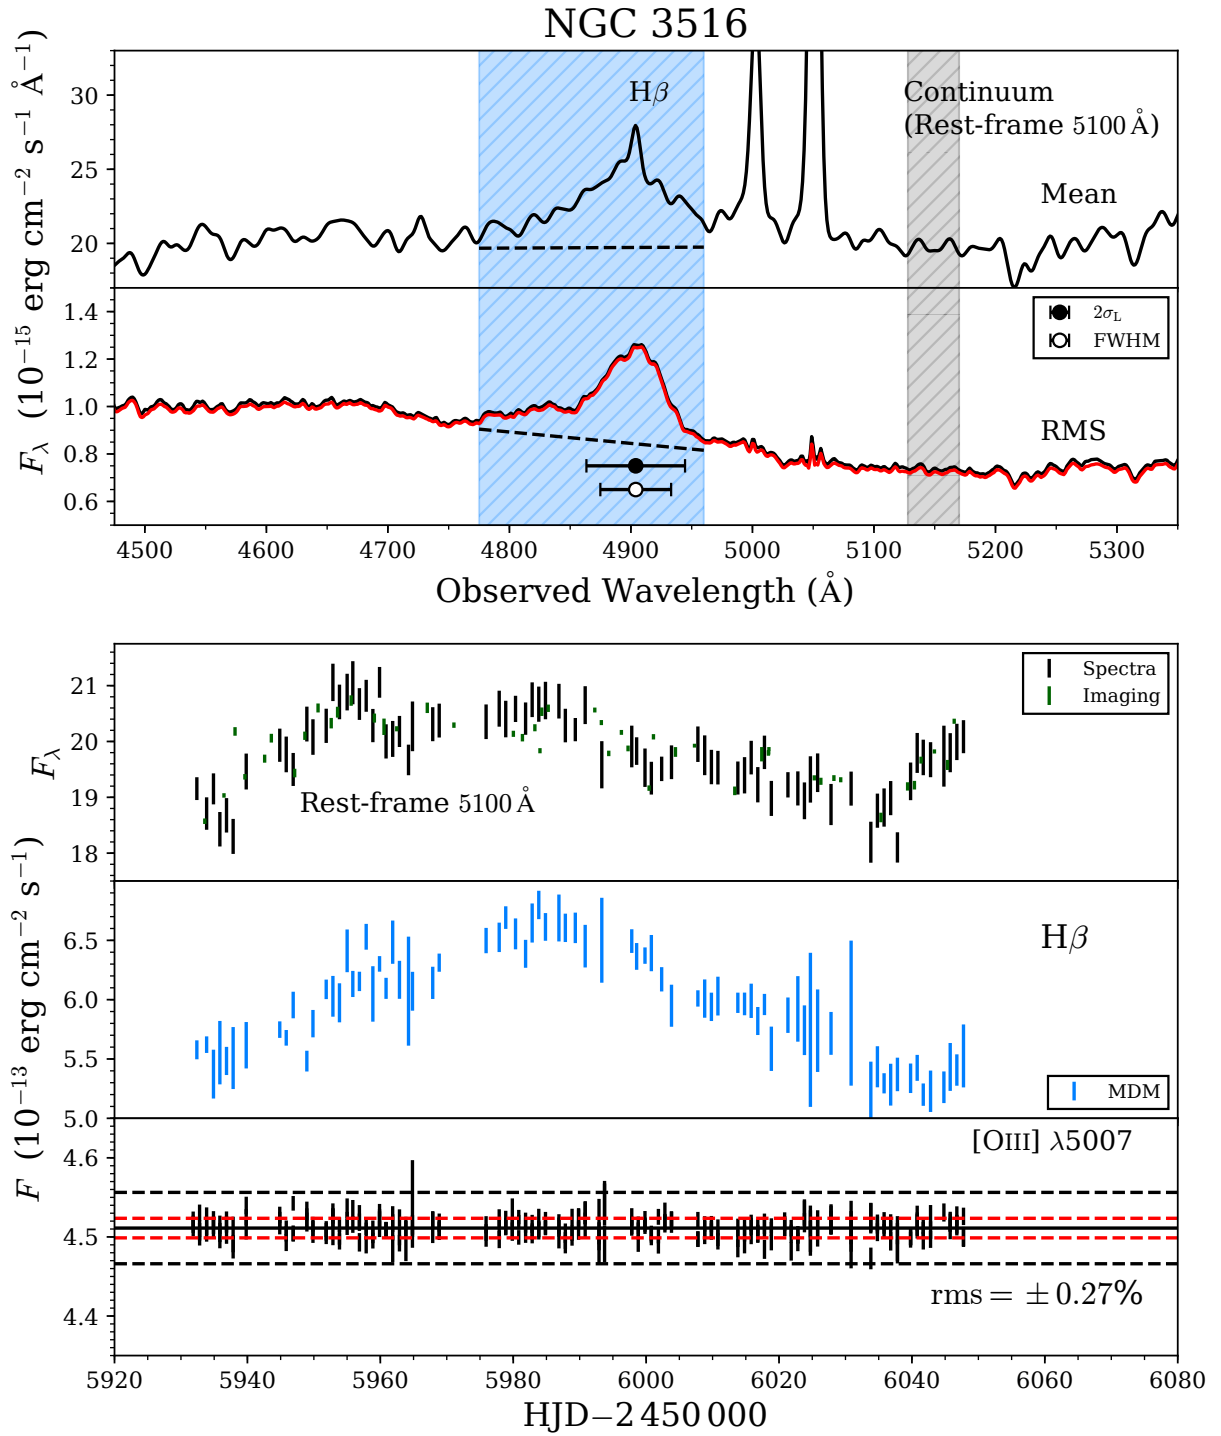 NGC 3516
F_λ (10⁻¹⁵ erg cm⁻² s⁻¹ Å⁻¹)
30
25
20
Hβ
Continuum
(Rest-frame 5100 Å)
Mean
1.4
1.2
1.0
0.8
0.6
2σ_L
FWHM
RMS
4500 4600 4700 4800 4900 5000 5100 5200 5300
Observed Wavelength (Å)
F_λ
21
20
19
18
Spectra
Imaging
Rest-frame 5100 Å
F (10⁻¹³ erg cm⁻² s⁻¹)
6.5
6.0
5.5
5.0
Hβ
MDM
4.6
4.5
4.4
[OIII] λ5007
rms = ± 0.27%
5920 5940 5960 5980 6000 6020 6040 6060 6080
HJD−2 450 000